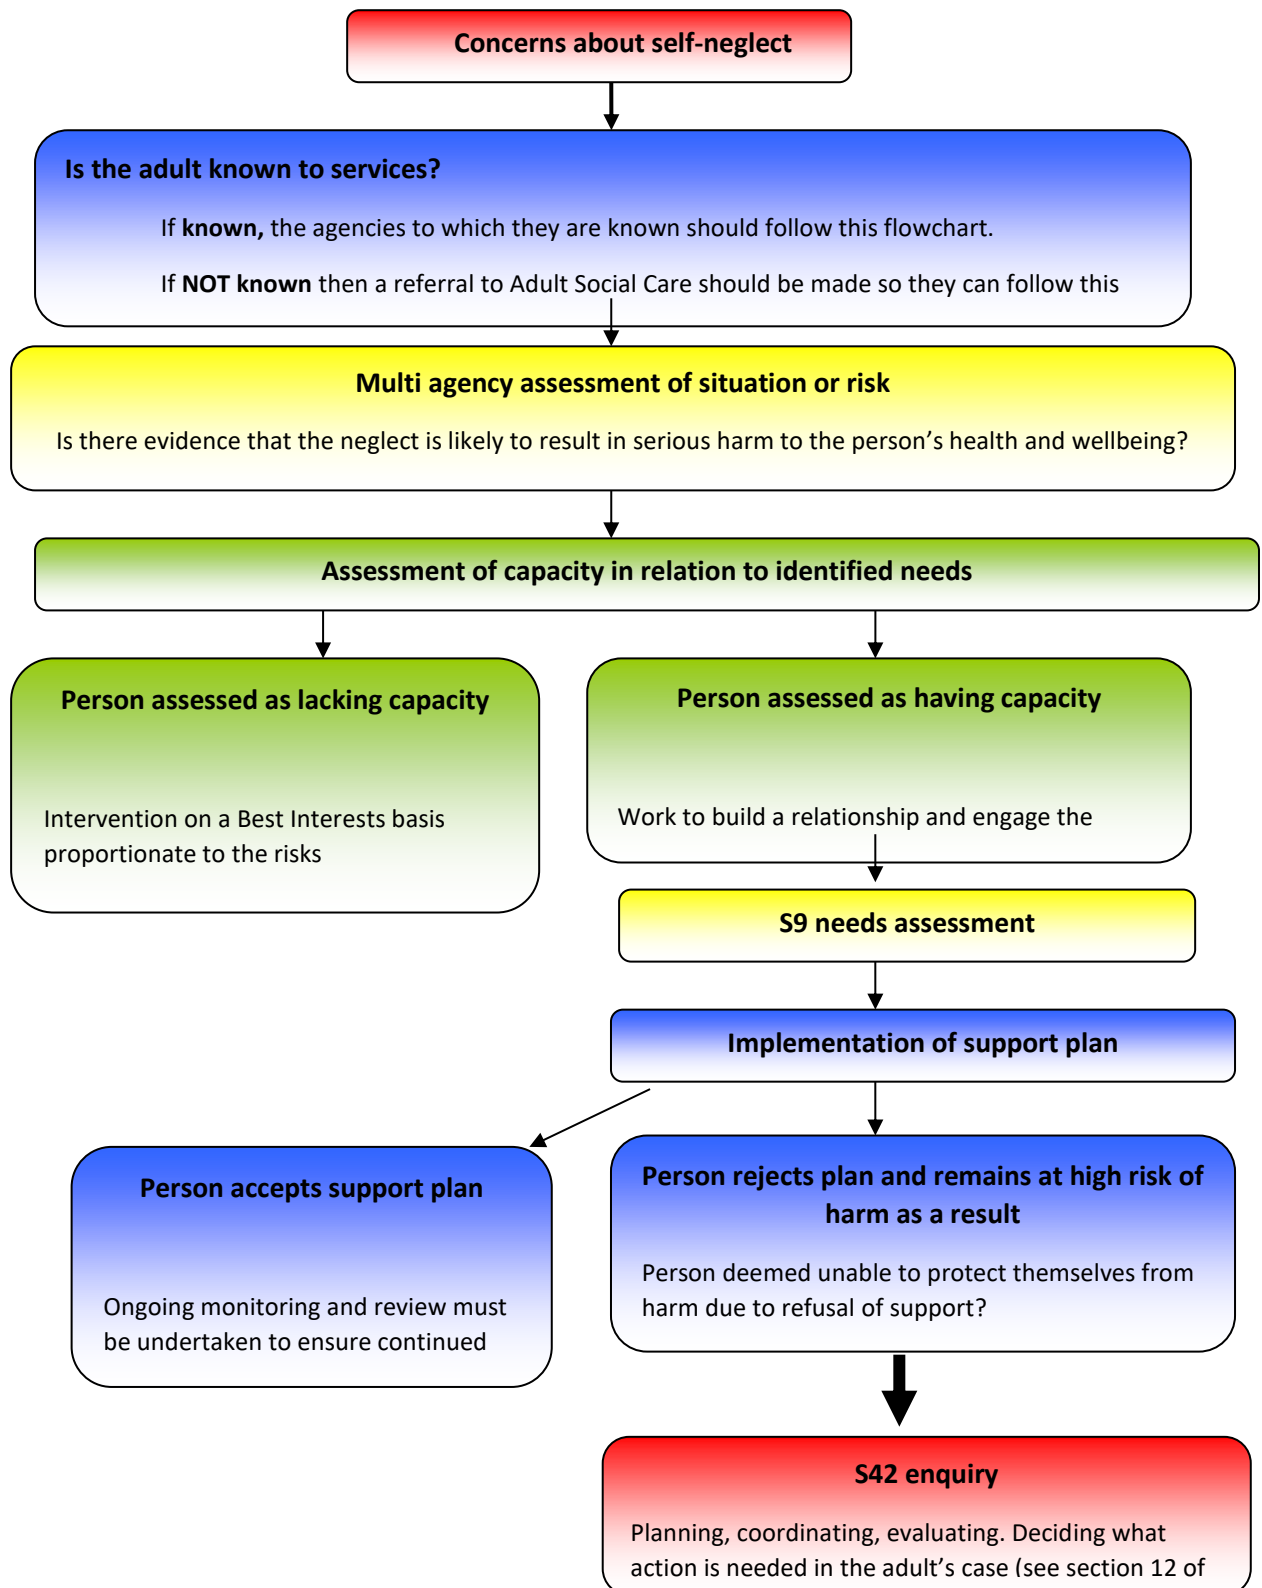 Concerns about self-neglect
Is the adult known to services?
If known, the agencies to which they are known should follow this flowchart.
If NOT known then a referral to Adult Social Care should be made so they can follow this
Multi agency assessment of situation or risk
Is there evidence that the neglect is likely to result in serious harm to the person’s health and wellbeing?
Assessment of capacity in relation to identified needs
Person assessed as lacking capacity
Intervention on a Best Interests basis
proportionate to the risks
Person assessed as having capacity
Work to build a relationship and engage the
S9 needs assessment
Implementation of support plan
Person accepts support plan
Ongoing monitoring and review must
be undertaken to ensure continued
Person rejects plan and remains at high risk of
harm as a result
Person deemed unable to protect themselves from
harm due to refusal of support?
S42 enquiry
Planning, coordinating, evaluating. Deciding what
action is needed in the adult’s case (see section 12 of